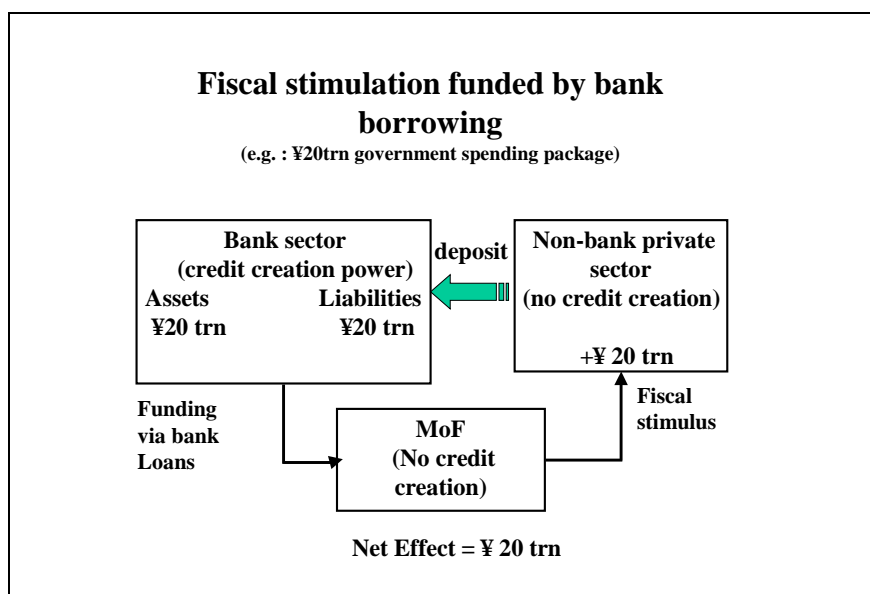 Fiscal stimulation funded by bank
borrowing
(e.g. : ¥20trn government spending package)
Bank sector
(credit creation power)
Assets Liabilities
¥20 trn ¥20 trn
deposit
Non-bank private
sector
(no credit creation)
+¥ 20 trn
Funding
via bank
Loans
MoF
(No credit
creation)
Fiscal
stimulus
Net Effect = ¥ 20 trn